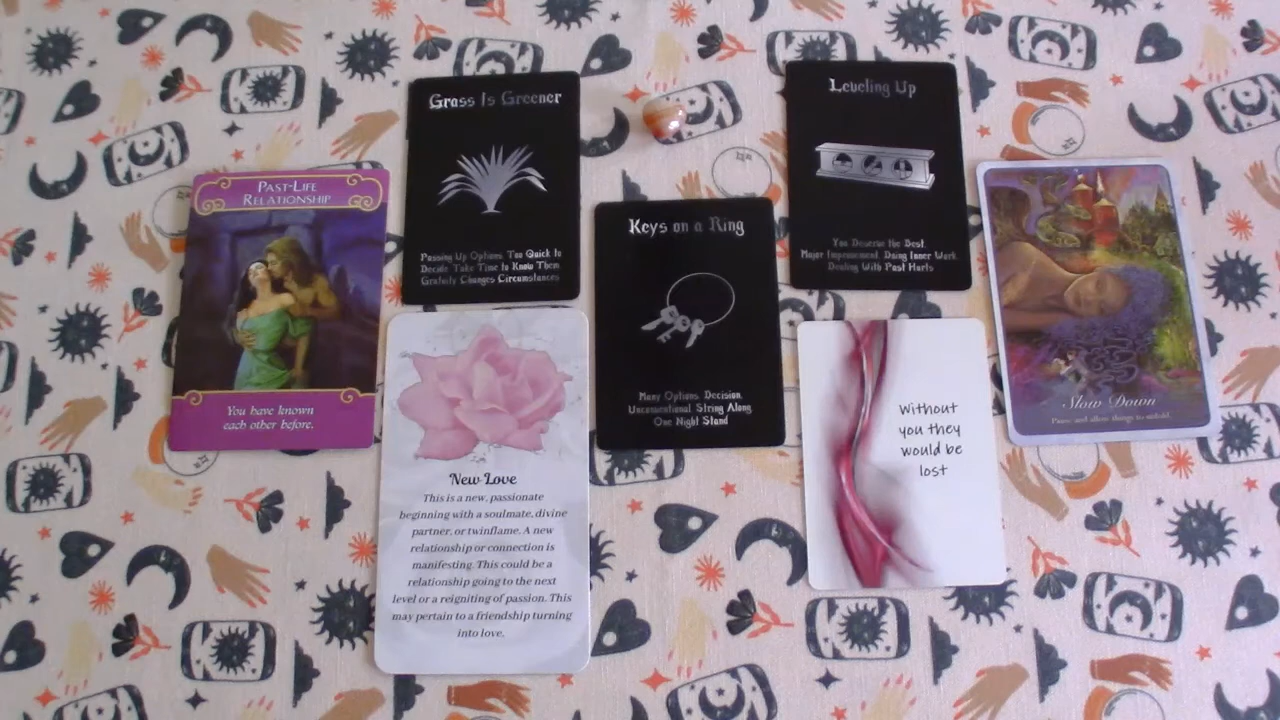 Past-Life
Relationship
You have known
each other before.
Grass Is Greener
Passing Up Options Too Quick to
Decide Take Time to Know Them
Gratify Changes Circumstances
New Love
This is a new, passionate
beginning with a soulmate, divine
partner, or twinflame. A new
relationship or connection is
manifesting. This could be a
relationship going to the next
level or a reigniting of passion. This
may pertain to a friendship turning
into love.
Keys on a Ring
Many Options. Decision.
Unconventional String Along
One Night Stand
Leveling Up
You Deserve the Best.
Major Improvement. Doing Inner Work.
Dealing With Past Hurts
Without
you they
would be
lost
Slow Down
Pause and allow things to unfold.